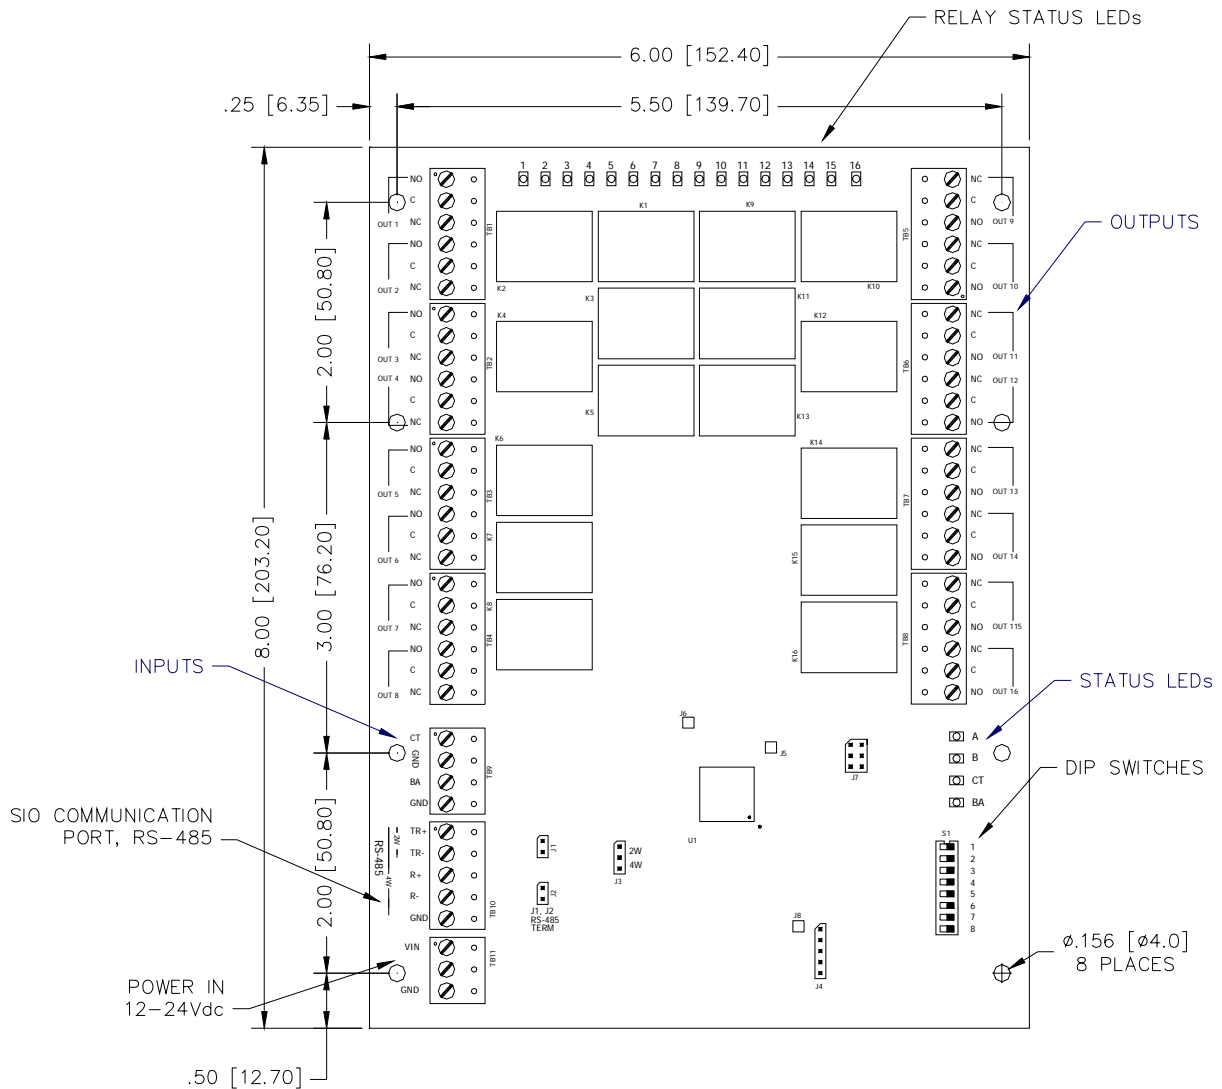 RELAY STATUS LEDs
6.00 [152.40]
.25 [6.35]
5.50 [139.70]
1 2 3 4 5 6 7 8 9 10 11 12 13 14 15 16
NO
C
NC
NO
C
NC
OUT 1
OUT 2
TB1
NO
C
NC
NO
C
NC
OUT 3
OUT 4
TB2
NO
C
NC
NO
C
NC
OUT 5
OUT 6
TB3
NO
C
NC
NO
C
NC
OUT 7
OUT 8
TB4
K1
K9
K2
K3
K11
K10
K4
K12
K5
K13
K6
K14
K7
K15
K8
K16
NC
C
NO
NC
C
NO
OUT 9
OUT 10
TB5
NC
C
NO
NC
C
NO
OUT 11
OUT 12
TB6
NC
C
NO
NC
C
NO
OUT 13
OUT 14
TB7
NC
C
NO
NC
C
NO
OUT 115
OUT 16
TB8
OUTPUTS
2.00 [50.80]
3.00 [76.20]
8.00 [203.20]
2.00 [50.80]
.50 [12.70]
INPUTS
CT
GND
BA
GND
TB9
SIO COMMUNICATION
PORT, RS-485
RS-485
2W
4W
TR+
TR-
R+
R-
GND
TB10
POWER IN
12-24Vdc
VIN
GND
TB11
J6
J5
J7
U1
J1
J2
J1, J2
RS-485
TERM
2W
4W
J3
J8
J4
STATUS LEDs
A
B
CT
BA
DIP SWITCHES
S1
1
2
3
4
5
6
7
8
ø.156 [ø4.0]
8 PLACES